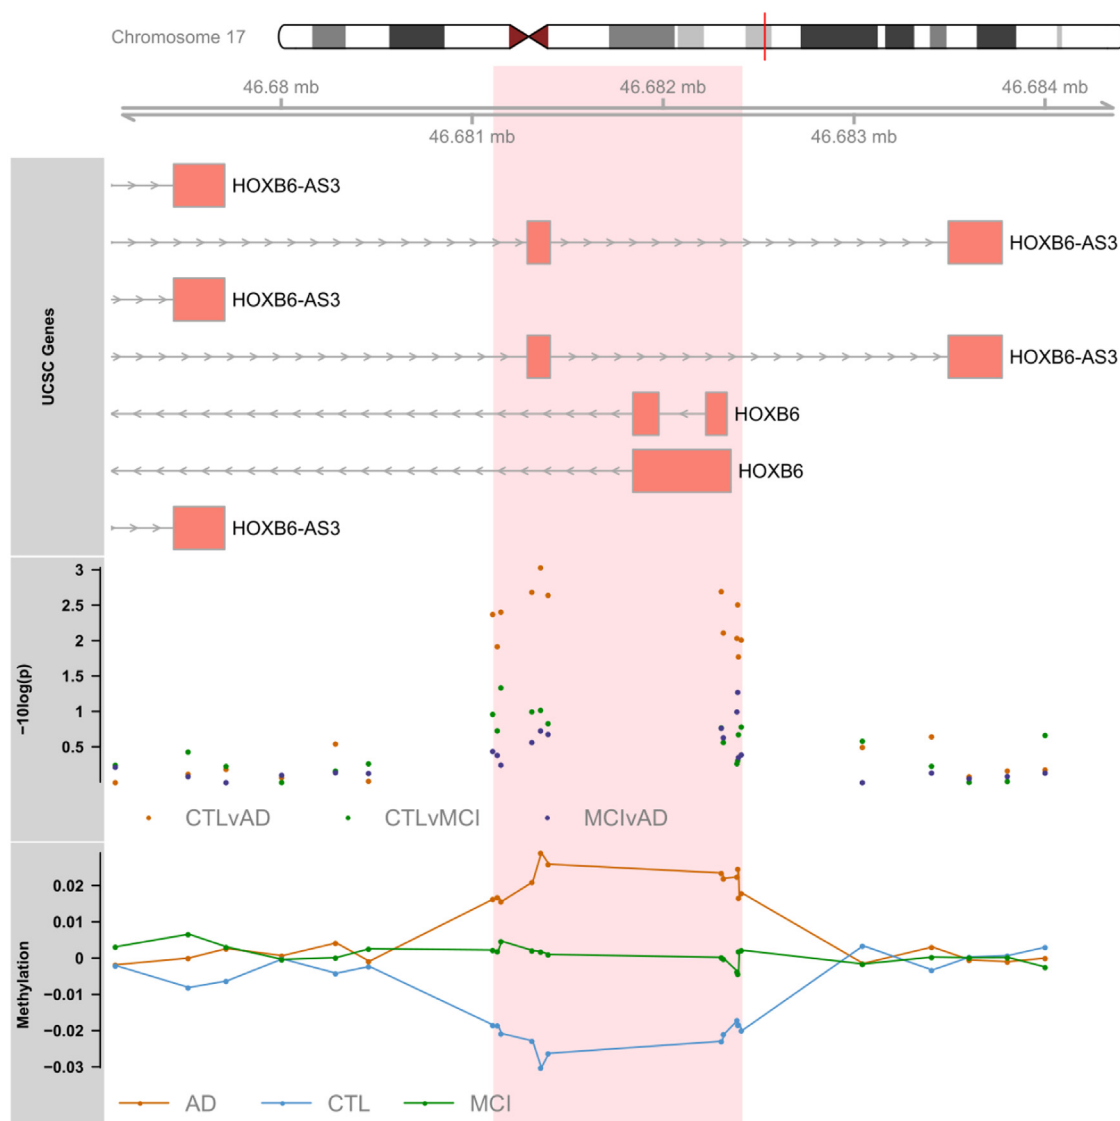 Chromosome 17
46.68 mb 46.682 mb 46.684 mb
46.681 mb 46.683 mb
UCSC Genes
HOXB6-AS3
HOXB6-AS3
HOXB6-AS3
HOXB6-AS3
HOXB6
HOXB6
HOXB6-AS3
−10log(p)
3
2.5
2
1.5
1
0.5
CTLvAD CTLvMCI MCIvAD
Methylation
0.02
0.01
0
−0.01
−0.02
−0.03
AD CTL MCI